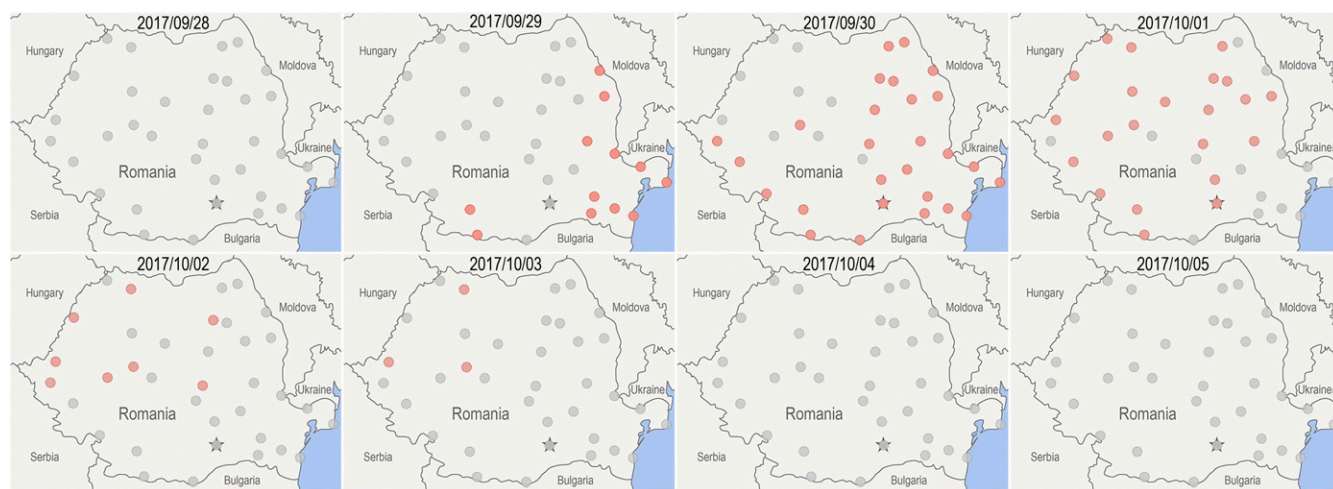 2017/09/28
Hungary
Moldova
Ukraine
Romania
Serbia
Bulgaria
2017/09/29
Hungary
Moldova
Ukraine
Romania
Serbia
Bulgaria
2017/09/30
Hungary
Moldova
Ukraine
Romania
Serbia
Bulgaria
2017/10/01
Hungary
Moldova
Ukraine
Romania
Serbia
Bulgaria
2017/10/02
Hungary
Moldova
Ukraine
Romania
Serbia
Bulgaria
2017/10/03
Hungary
Moldova
Ukraine
Romania
Serbia
Bulgaria
2017/10/04
Hungary
Moldova
Ukraine
Romania
Serbia
Bulgaria
2017/10/05
Hungary
Moldova
Ukraine
Romania
Serbia
Bulgaria